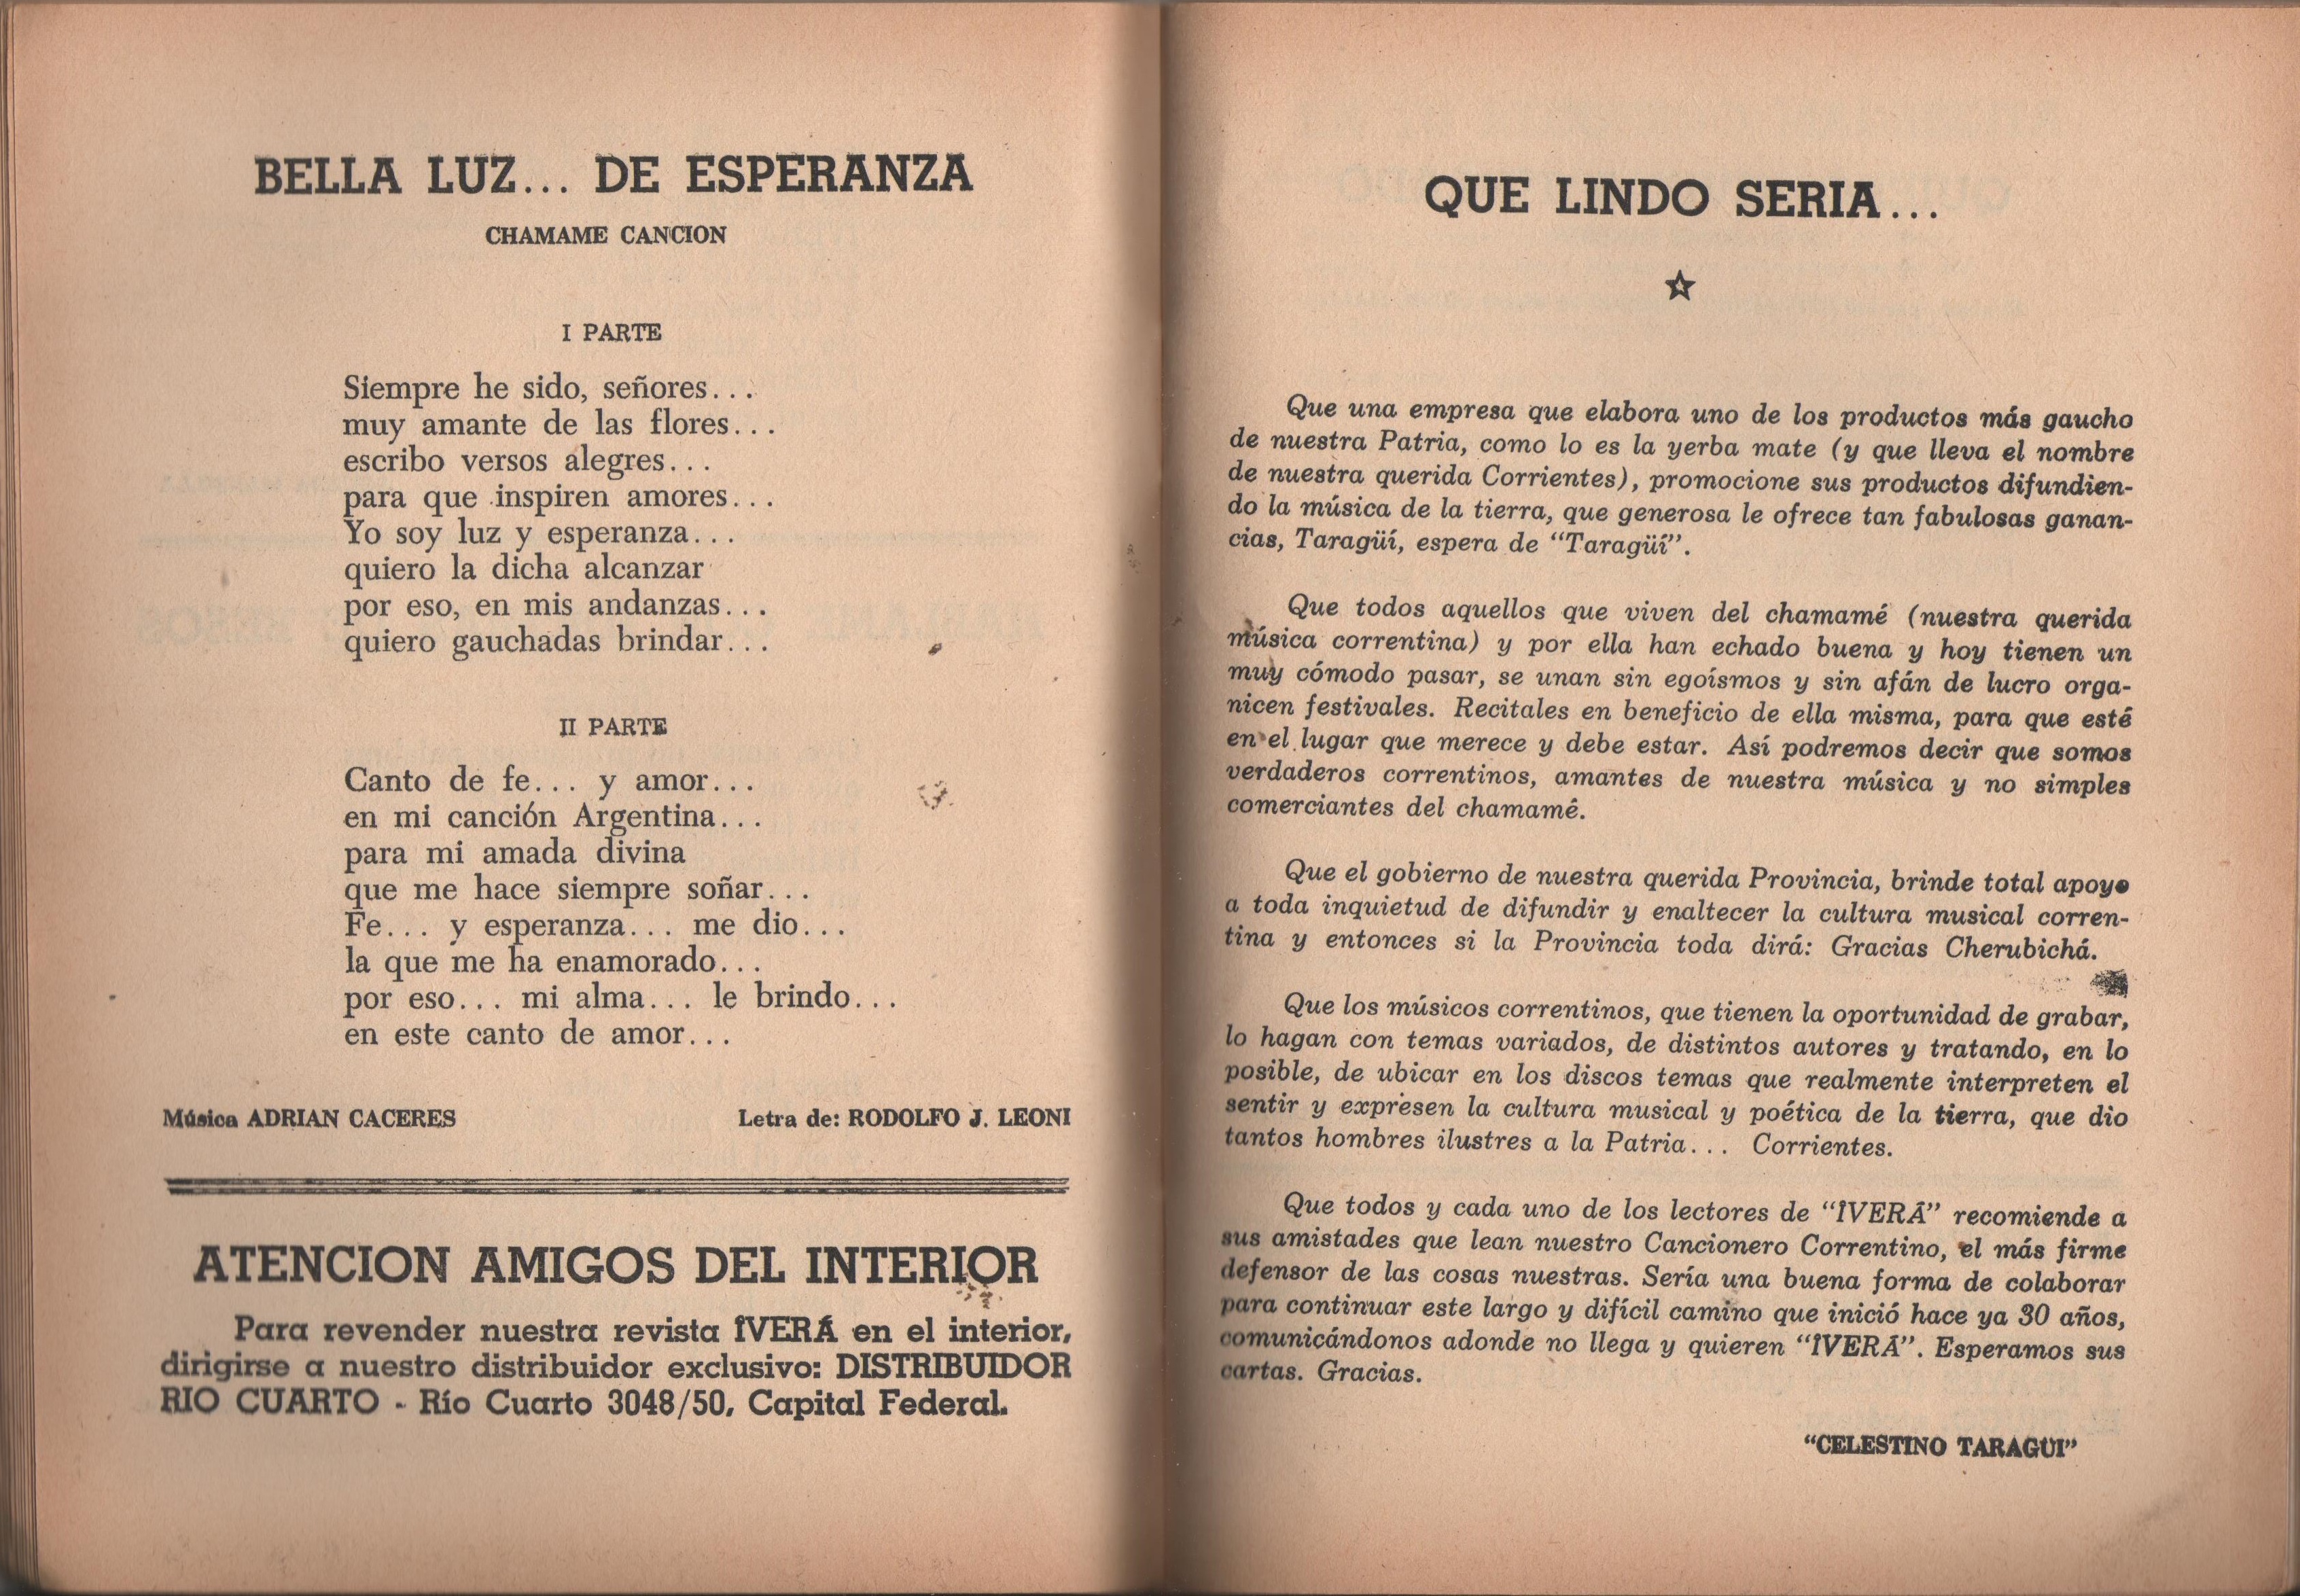 BELLA LUZ... DE ESPERANZA
CHAMAME CANCION
I PARTE
Siempre he sido, señores...
muy amante de las flores...
escribo versos alegres...
para que inspiren amores...
Yo soy luz y esperanza...
quiero la dicha alcanzar
por eso, en mis andanzas...
quiero gauchadas brindar...
II PARTE
Canto de fe... y amor...
en mi canción Argentina...
para mi amada divina
que me hace siempre soñar...
Fe... y esperanza... me dio...
la que me ha enamorado...
por eso... mi alma... le brindo...
en este canto de amor...
Música ADRIAN CACERES Letra de: RODOLFO J. LEONI
ATENCION AMIGOS DEL INTERIOR
Para revender nuestra revista ÎVERÁ en el interior,
dirigirse a nuestro distribuidor exclusivo: DISTRIBUIDOR
RIO CUARTO - Río Cuarto 3048/50, Capital Federal.
QUE LINDO SERIA...
Que una empresa que elabora uno de los productos más gaucho
de nuestra Patria, como lo es la yerba mate (y que lleva el nombre
de nuestra querida Corrientes), promocione sus productos difundien-
do la música de la tierra, que generosa le ofrece tan fabulosas ganan-
cias, Taragüí, espera de "Taragüí".
Que todos aquellos que viven del chamamé (nuestra querida
música correntina) y por ella han echado buena y hoy tienen un
muy cómodo pasar, se unan sin egoísmos y sin afán de lucro orga-
nicen festivales. Recitales en beneficio de ella misma, para que esté
en el lugar que merece y debe estar. Así podremos decir que somos
verdaderos correntinos, amantes de nuestra música y no simples
comerciantes del chamamé.
Que el gobierno de nuestra querida Provincia, brinde total apoyo
a toda inquietud de difundir y enaltecer la cultura musical corren-
tina y entonces si la Provincia toda dirá: Gracias Cherubichá.
Que los músicos correntinos, que tienen la oportunidad de grabar,
lo hagan con temas variados, de distintos autores y tratando, en lo
posible, de ubicar en los discos temas que realmente interpreten el
sentir y expresen la cultura musical y poética de la tierra, que dio
tantos hombres ilustres a la Patria... Corrientes.
Que todos y cada uno de los lectores de "ÎVERÁ" recomiende a
sus amistades que lean nuestro Cancionero Correntino, el más firme
defensor de las cosas nuestras. Sería una buena forma de colaborar
para continuar este largo y difícil camino que inició hace ya 30 años,
comunicándonos adonde no llega y quieren "ÎVERÁ". Esperamos sus
cartas. Gracias.
"CELESTINO TARAGÜI"